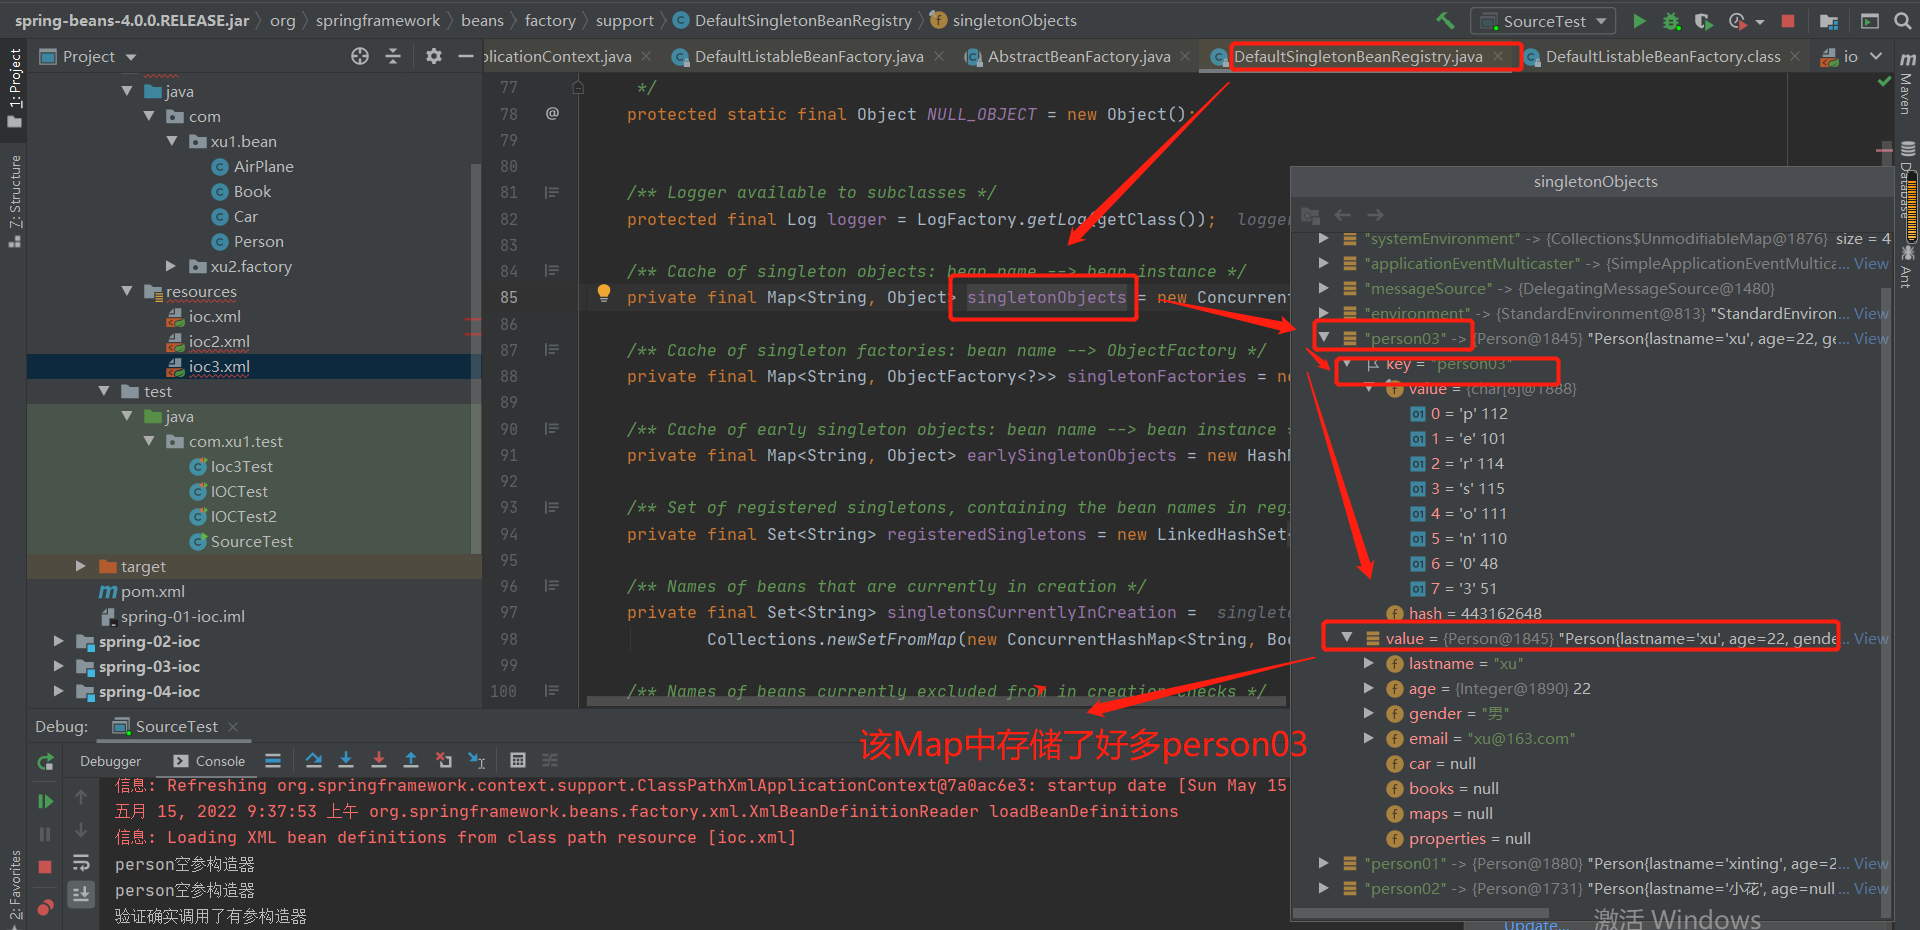 spring-beans-4.0.0.RELEASE.jar org springframework beans factory support DefaultSingletonBeanRegistry singletonObjects SourceTest
Project plicationContext.java DefaultListableBeanFactory.java AbstractBeanFactory.java DefaultSingletonBeanRegistry.java DefaultListableBeanFactory.class io
1: Project
Z: Structure
2: Favorites
Maven
Database
Ant
java
com
xu1.bean
AirPlane
Book
Car
Person
xu2.factory
resources
ioc.xml
ioc2.xml
ioc3.xml
test
java
com.xu1.test
Ioc3Test
IOCTest
IOCTest2
SourceTest
target
pom.xml
spring-01-ioc.iml
spring-02-ioc
spring-03-ioc
spring-04-ioc
77 */
78 @ protected static final Object NULL_OBJECT = new Object();
79
80
81 /** Logger available to subclasses */
82 protected final Log logger = LogFactory.getLog(getClass()); logger
83
84 /** Cache of singleton objects: bean name --> bean instance */
85 private final Map<String, Object> singletonObjects = new Concurrent
86
87 /** Cache of singleton factories: bean name --> ObjectFactory */
88 private final Map<String, ObjectFactory<?>> singletonFactories = n
89
90 /** Cache of early singleton objects: bean name --> bean instance *
91 private final Map<String, Object> earlySingletonObjects = new Hash
92
93 /** Set of registered singletons, containing the bean names in regi
94 private final Set<String> registeredSingletons = new LinkedHashSet<
95
96 /** Names of beans that are currently in creation */
97 private final Set<String> singletonsCurrentlyInCreation = singlet
98 Collections.newSetFromMap(new ConcurrentHashMap<String, Boo
99
100 /** Names of beans currently excluded from in creation checks */
singletonObjects
"systemEnvironment" -> {Collections$UnmodifiableMap@1876} size = 4
"applicationEventMulticaster" -> {SimpleApplicationEventMultica... View
"messageSource" -> {DelegatingMessageSource@1480}
"environment" -> {StandardEnvironment@813} "StandardEnviron... View
"person03" -> {Person@1845} "Person{lastname='xu', age=22, ge... View
key = "person03"
value = {char[8]@1888}
01 0 = 'p' 112
01 1 = 'e' 101
01 2 = 'r' 114
01 3 = 's' 115
01 4 = 'o' 111
01 5 = 'n' 110
01 6 = '0' 48
01 7 = '3' 51
hash = 443162648
value = {Person@1845} "Person{lastname='xu', age=22, gende... View
lastname = "xu"
age = {Integer@1890} 22
gender = "男"
email = "xu@163.com"
car = null
books = null
maps = null
properties = null
"person01" -> {Person@1880} "Person{lastname='xinting', age=2... View
"person02" -> {Person@1731} "Person{lastname='小花', age=null... View
该Map中存储了好多person03
Debug: SourceTest
Debugger Console
信息: Refreshing org.springframework.context.support.ClassPathXmlApplicationContext@7a0ac6e3: startup date [Sun May 15
五月 15, 2022 9:37:53 上午 org.springframework.beans.factory.xml.XmlBeanDefinitionReader loadBeanDefinitions
信息: Loading XML bean definitions from class path resource [ioc.xml]
person空参构造器
person空参构造器
验证确实调用了有参构造器
激活 Windows
Update...